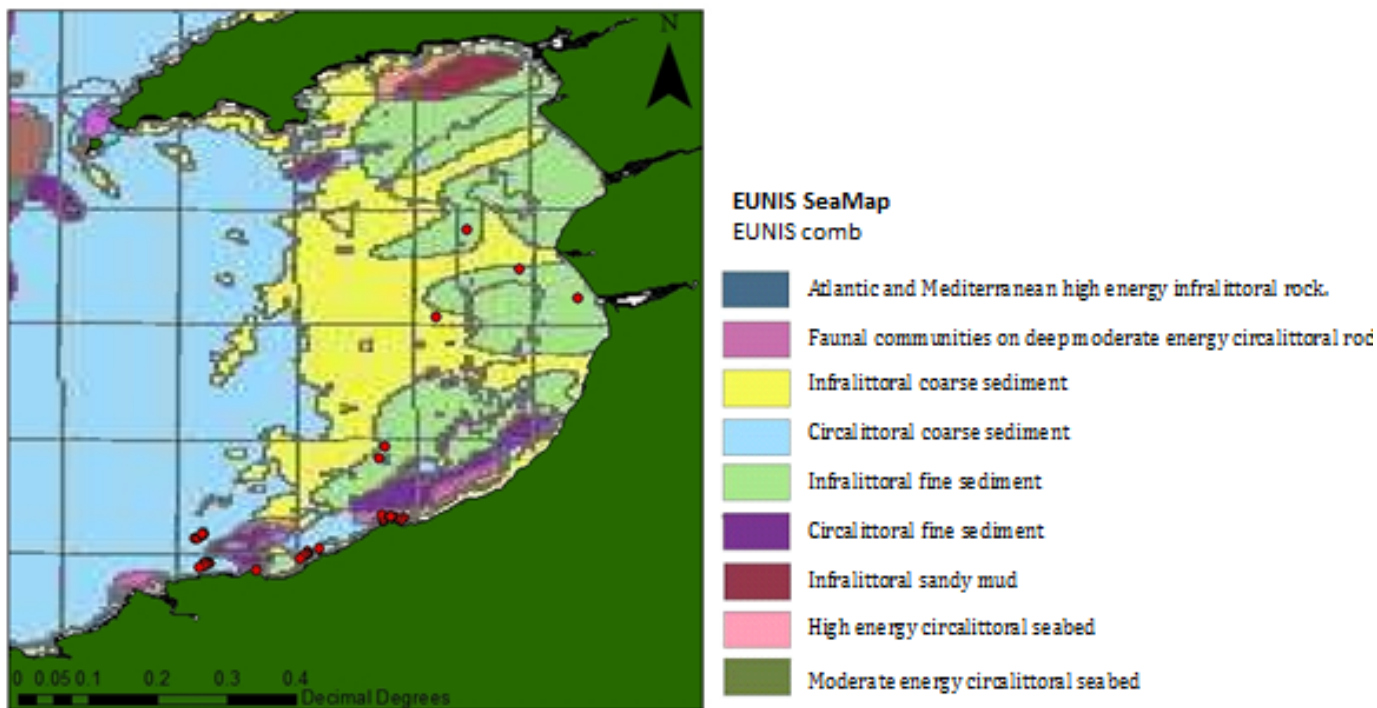 N
0 0.05 0.1 0.2 0.3 0.4
Decimal Degrees
EUNIS SeaMap
EUNIS comb
Atlantic and Mediterranean high energy infralittoral rock.
Faunal communities on deep moderate energy circalittoral roc
Infralittoral coarse sediment
Circalittoral coarse sediment
Infralittoral fine sediment
Circalittoral fine sediment
Infralittoral sandy mud
High energy circalittoral seabed
Moderate energy circalittoral seabed